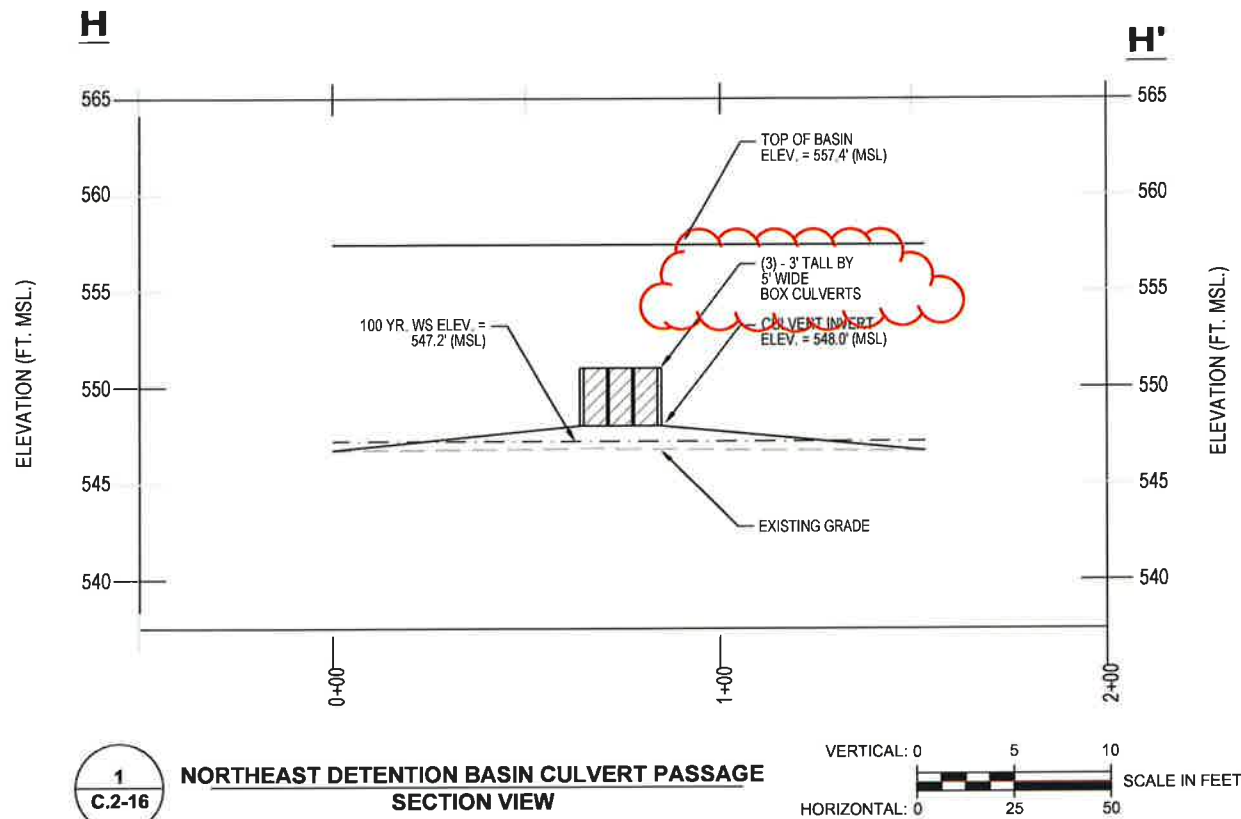 H
H'
565
565
TOP OF BASIN
ELEV. = 557.4' (MSL)
560
560
(3) - 3' TALL BY
5' WIDE
BOX CULVERTS
555
555
ELEVATION (FT. MSL.)
ELEVATION (FT. MSL.)
100 YR. WS ELEV. =
547.2' (MSL)
CULVERT INVERT
ELEV. = 548.0' (MSL)
550
550
545
545
EXISTING GRADE
540
540
0+00
1+00
2+00
1
C.2-16
NORTHEAST DETENTION BASIN CULVERT PASSAGE
SECTION VIEW
VERTICAL: 0 5 10
SCALE IN FEET
HORIZONTAL: 0 25 50